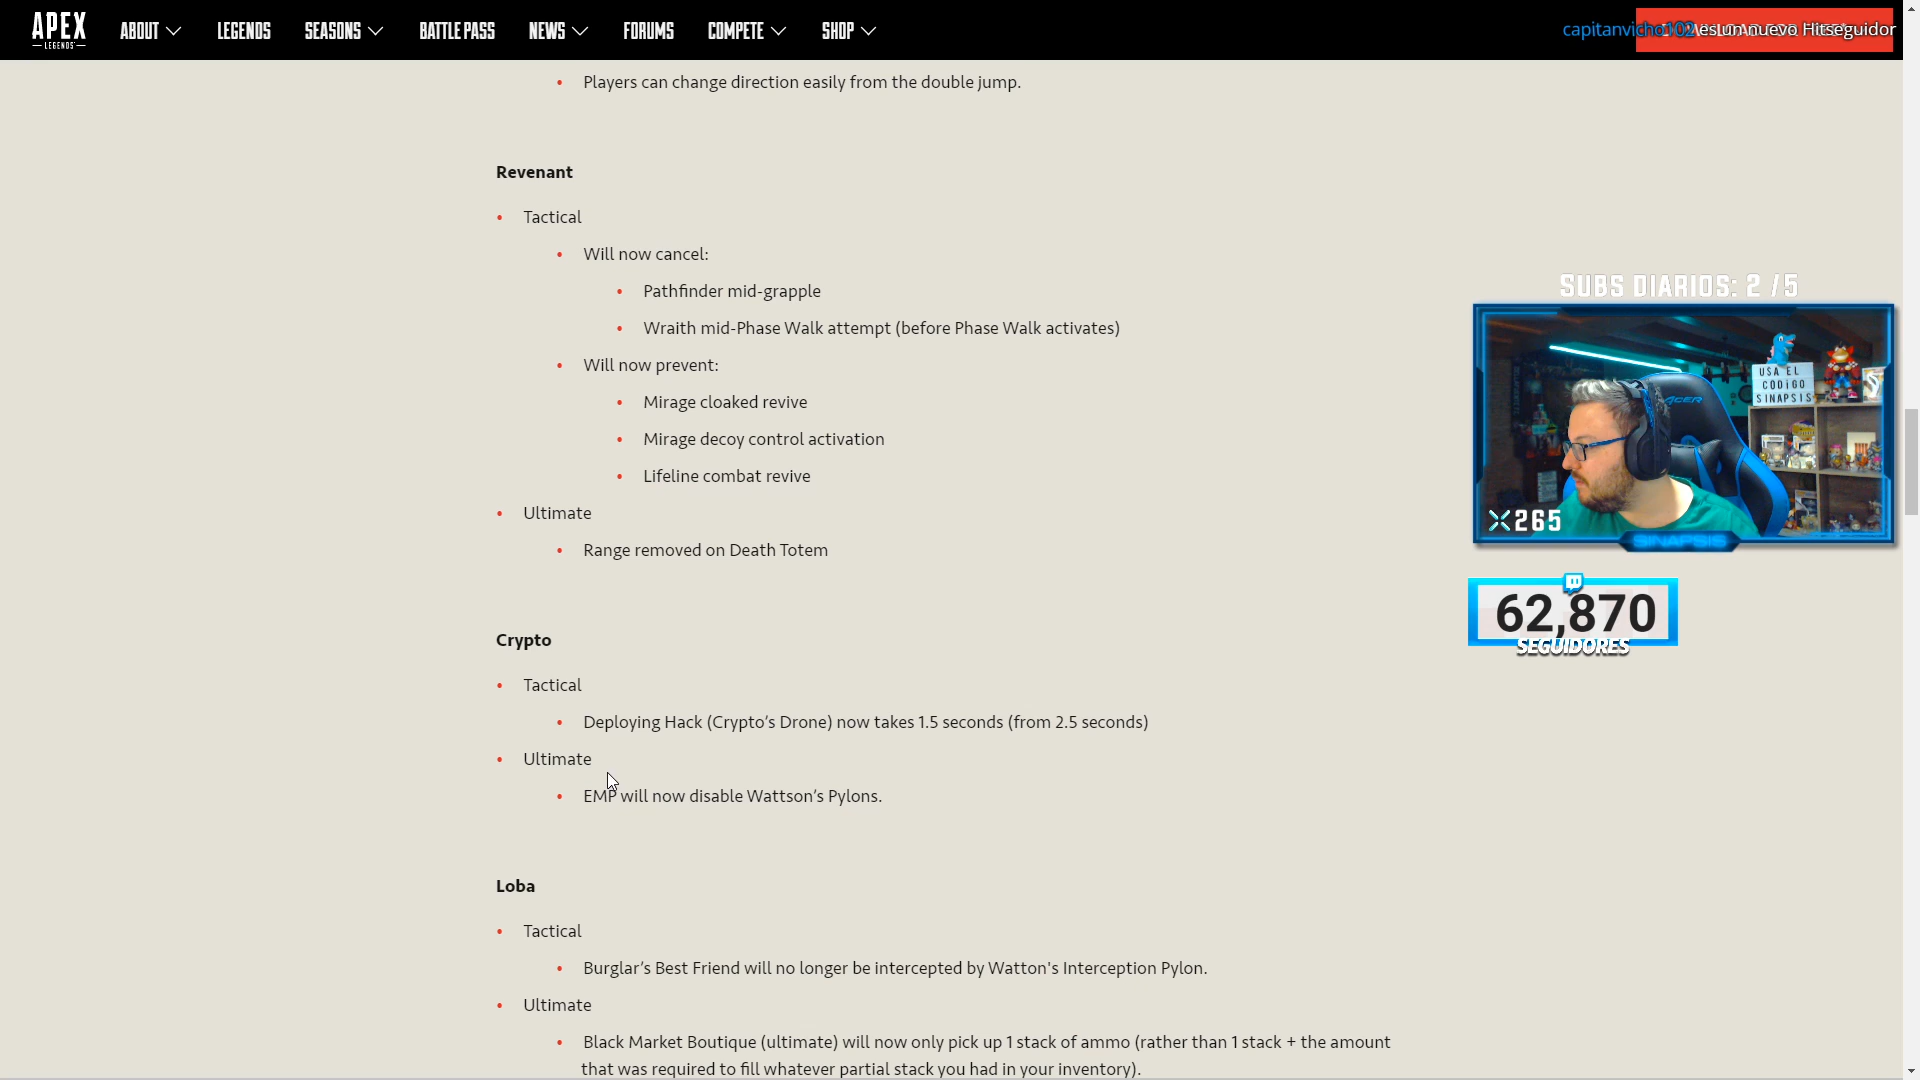 APEX
LEGENDS
ABOUT LEGENDS SEASONS BATTLE PASS NEWS FORUMS COMPETE SHOP
capitanvicho102
nuevo Hitseguidor
Players can change direction easily from the double jump.
Revenant
Tactical
Will now cancel:
Pathfinder mid-grapple
Wraith mid-Phase Walk attempt (before Phase Walk activates)
Will now prevent:
Mirage cloaked revive
Mirage decoy control activation
Lifeline combat revive
Ultimate
Range removed on Death Totem
SUBS DIARIOS: 2 /5
USA EL
CODIGO
SINAPSIS
ACER
265
SINAPSIS
62,870
SEGUIDORES
Crypto
Tactical
Deploying Hack (Crypto’s Drone) now takes 1.5 seconds (from 2.5 seconds)
Ultimate
EMP will now disable Wattson’s Pylons.
Loba
Tactical
Burglar’s Best Friend will no longer be intercepted by Watton's Interception Pylon.
Ultimate
Black Market Boutique (ultimate) will now only pick up 1 stack of ammo (rather than 1 stack + the amount
that was required to fill whatever partial stack you had in your inventory).